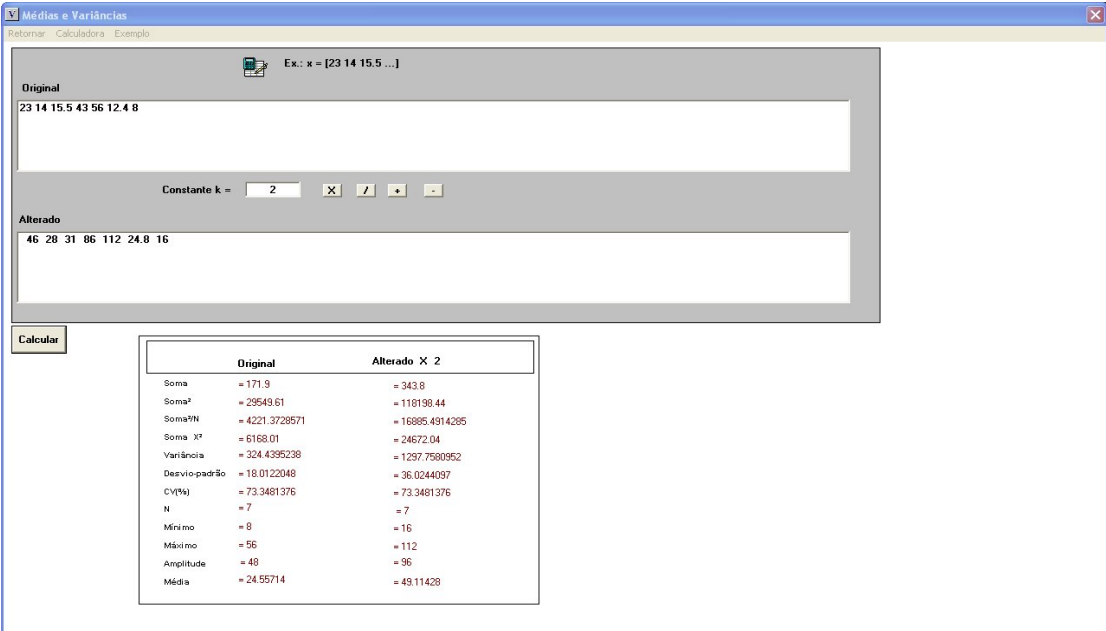 V Médias e Variâncias
Retornar Calculadora Exemplo
Ex.: x = [23 14 15.5 ...]
Original
23 14 15.5 43 56 12.4 8
Constante k = 2 X / + -
Alterado
46 28 31 86 112 24.8 16
Calcular
Original Alterado X 2
Soma = 171.9 = 343.8
Soma² = 29549.61 = 118198.44
Soma²/N = 4221.3728571 = 16885.4914285
Soma X² = 6168.01 = 24672.04
Variância = 324.4395238 = 1297.7580952
Desvio-padrão = 18.0122048 = 36.0244097
CV(%) = 73.3481376 = 73.3481376
N = 7 = 7
Mínimo = 8 = 16
Máximo = 56 = 112
Amplitude = 48 = 96
Média = 24.55714 = 49.11428